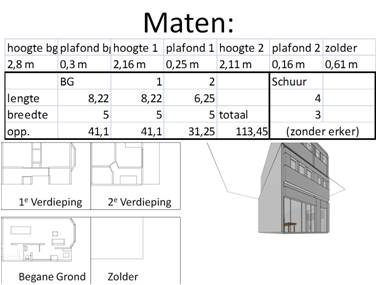 Maten:
hoogte bg plafond bg hoogte 1 plafond 1 hoogte 2 plafond 2 zolder
2,8 m 0,3 m 2,16 m 0,25 m 2,11 m 0,16 m 0,61 m
BG 1 2 Schuur
lengte 8,22 8,22 6,25 4
breedte 5 5 5 totaal 3
opp. 41,1 41,1 31,25 113,45 (zonder erker)
1e Verdieping 2e Verdieping
Begane Grond Zolder